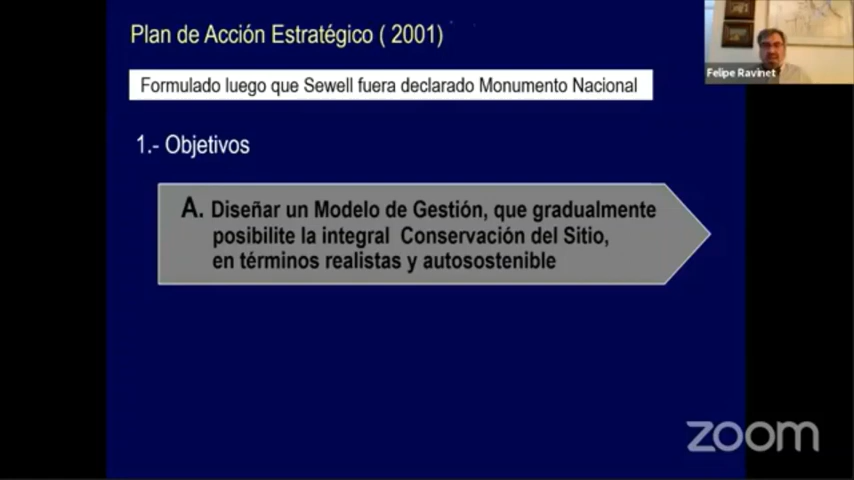 Plan de Acción Estratégico ( 2001)
Felipe Ravinet
Formulado luego que Sewell fuera declarado Monumento Nacional
1.- Objetivos
A. Diseñar un Modelo de Gestión, que gradualmente
posibilite la integral Conservación del Sitio,
en términos realistas y autosostenible
zoom